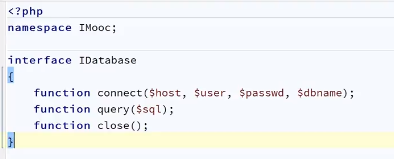 <?php
namespace IMooc;
interface IDatabase
{
function connect($host, $user, $passwd, $dbname);
function query($sql);
function close();
}